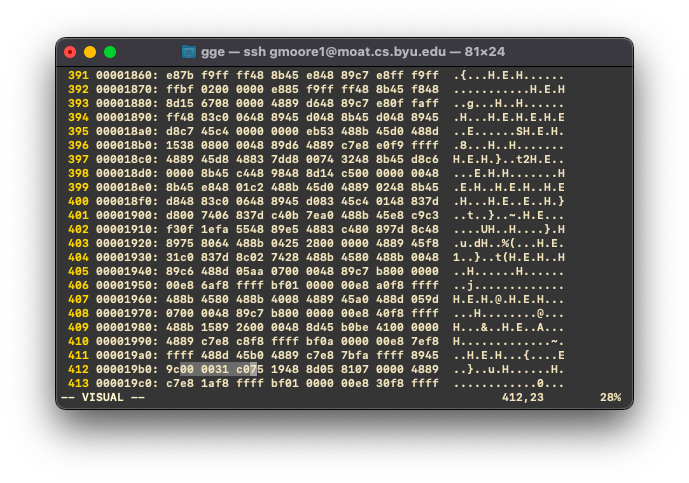 gge — ssh gmoore1@moat.cs.byu.edu — 81×24
391 00001860: e87b f9ff ff48 8b45 e848 89c7 e8ff f9ff .{...H.E.H......
392 00001870: ffbf 0200 0000 e885 f9ff ff48 8b45 f848 ...........H.E.H
393 00001880: 8d15 6708 0000 4889 d648 89c7 e80f faff ..g...H..H......
394 00001890: ff48 83c0 0648 8945 d048 8b45 d048 8945 .H...H.E.H.E.H.E
395 000018a0: d8c7 45c4 0000 0000 eb53 488b 45d0 488d ..E......SH.E.H.
396 000018b0: 1538 0800 0048 89d6 4889 c7e8 e0f9 ffff .8...H..H.......
397 000018c0: 4889 45d8 4883 7dd8 0074 3248 8b45 d8c6 H.E.H.}..t2H.E..
398 000018d0: 0000 8b45 c448 9848 8d14 c500 0000 0048 ...E.H.H.......H
399 000018e0: 8b45 e848 01c2 488b 45d0 4889 0248 8b45 .E.H..H.E.H..H.E
400 000018f0: d848 83c0 0648 8945 d083 45c4 0148 837d .H...H.E..E..H.}
401 00001900: d800 7406 837d c40b 7ea0 488b 45e8 c9c3 ..t..}..~.H.E...
402 00001910: f30f 1efa 5548 89e5 4883 c480 897d 8c48 ....UH..H....}.H
403 00001920: 8975 8064 488b 0425 2800 0000 4889 45f8 .u.dH..%(...H.E.
404 00001930: 31c0 837d 8c02 7428 488b 4580 488b 0048 1..}..t(H.E.H..H
405 00001940: 89c6 488d 05aa 0700 0048 89c7 b800 0000 ..H......H......
406 00001950: 00e8 6af8 ffff bf01 0000 00e8 a0f8 ffff ..j.............
407 00001960: 488b 4580 488b 4008 4889 45a0 488d 059d H.E.H.@.H.E.H...
408 00001970: 0700 0048 89c7 b800 0000 00e8 40f8 ffff ...H........@...
409 00001980: 488b 1589 2600 0048 8d45 b0be 4100 0000 H...&..H.E..A...
410 00001990: 4889 c7e8 c8f8 ffff bf0a 0000 00e8 7ef8 H.............~.
411 000019a0: ffff 488d 45b0 4889 c7e8 7bfa ffff 8945 ..H.E.H...{....E
412 000019b0: 9c00 0031 c075 1948 8d05 8107 0000 4889 ..}..u.H......H.
413 000019c0: c7e8 1af8 ffff bf01 0000 00e8 30f8 ffff ............0...
-- VISUAL -- 412,23 28%